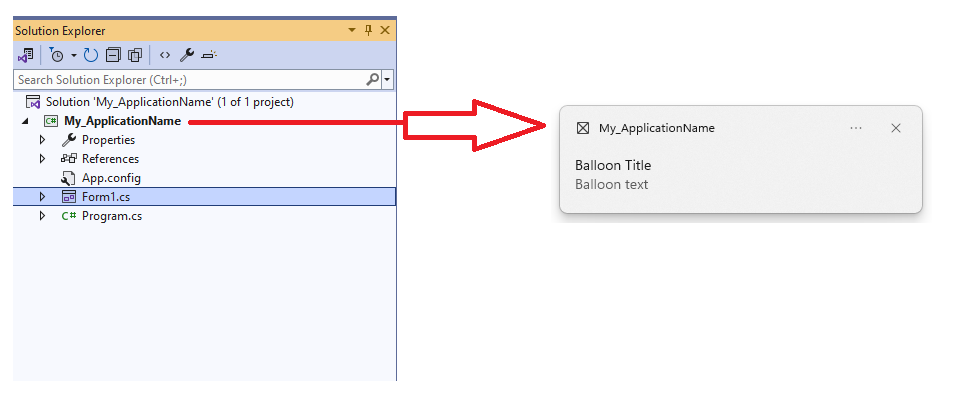 Solution Explorer
Search Solution Explorer (Ctrl+;)
Solution 'My_ApplicationName' (1 of 1 project)
C# My_ApplicationName
Properties
References
App.config
Form1.cs
C# Program.cs
My_ApplicationName
Balloon Title
Balloon text